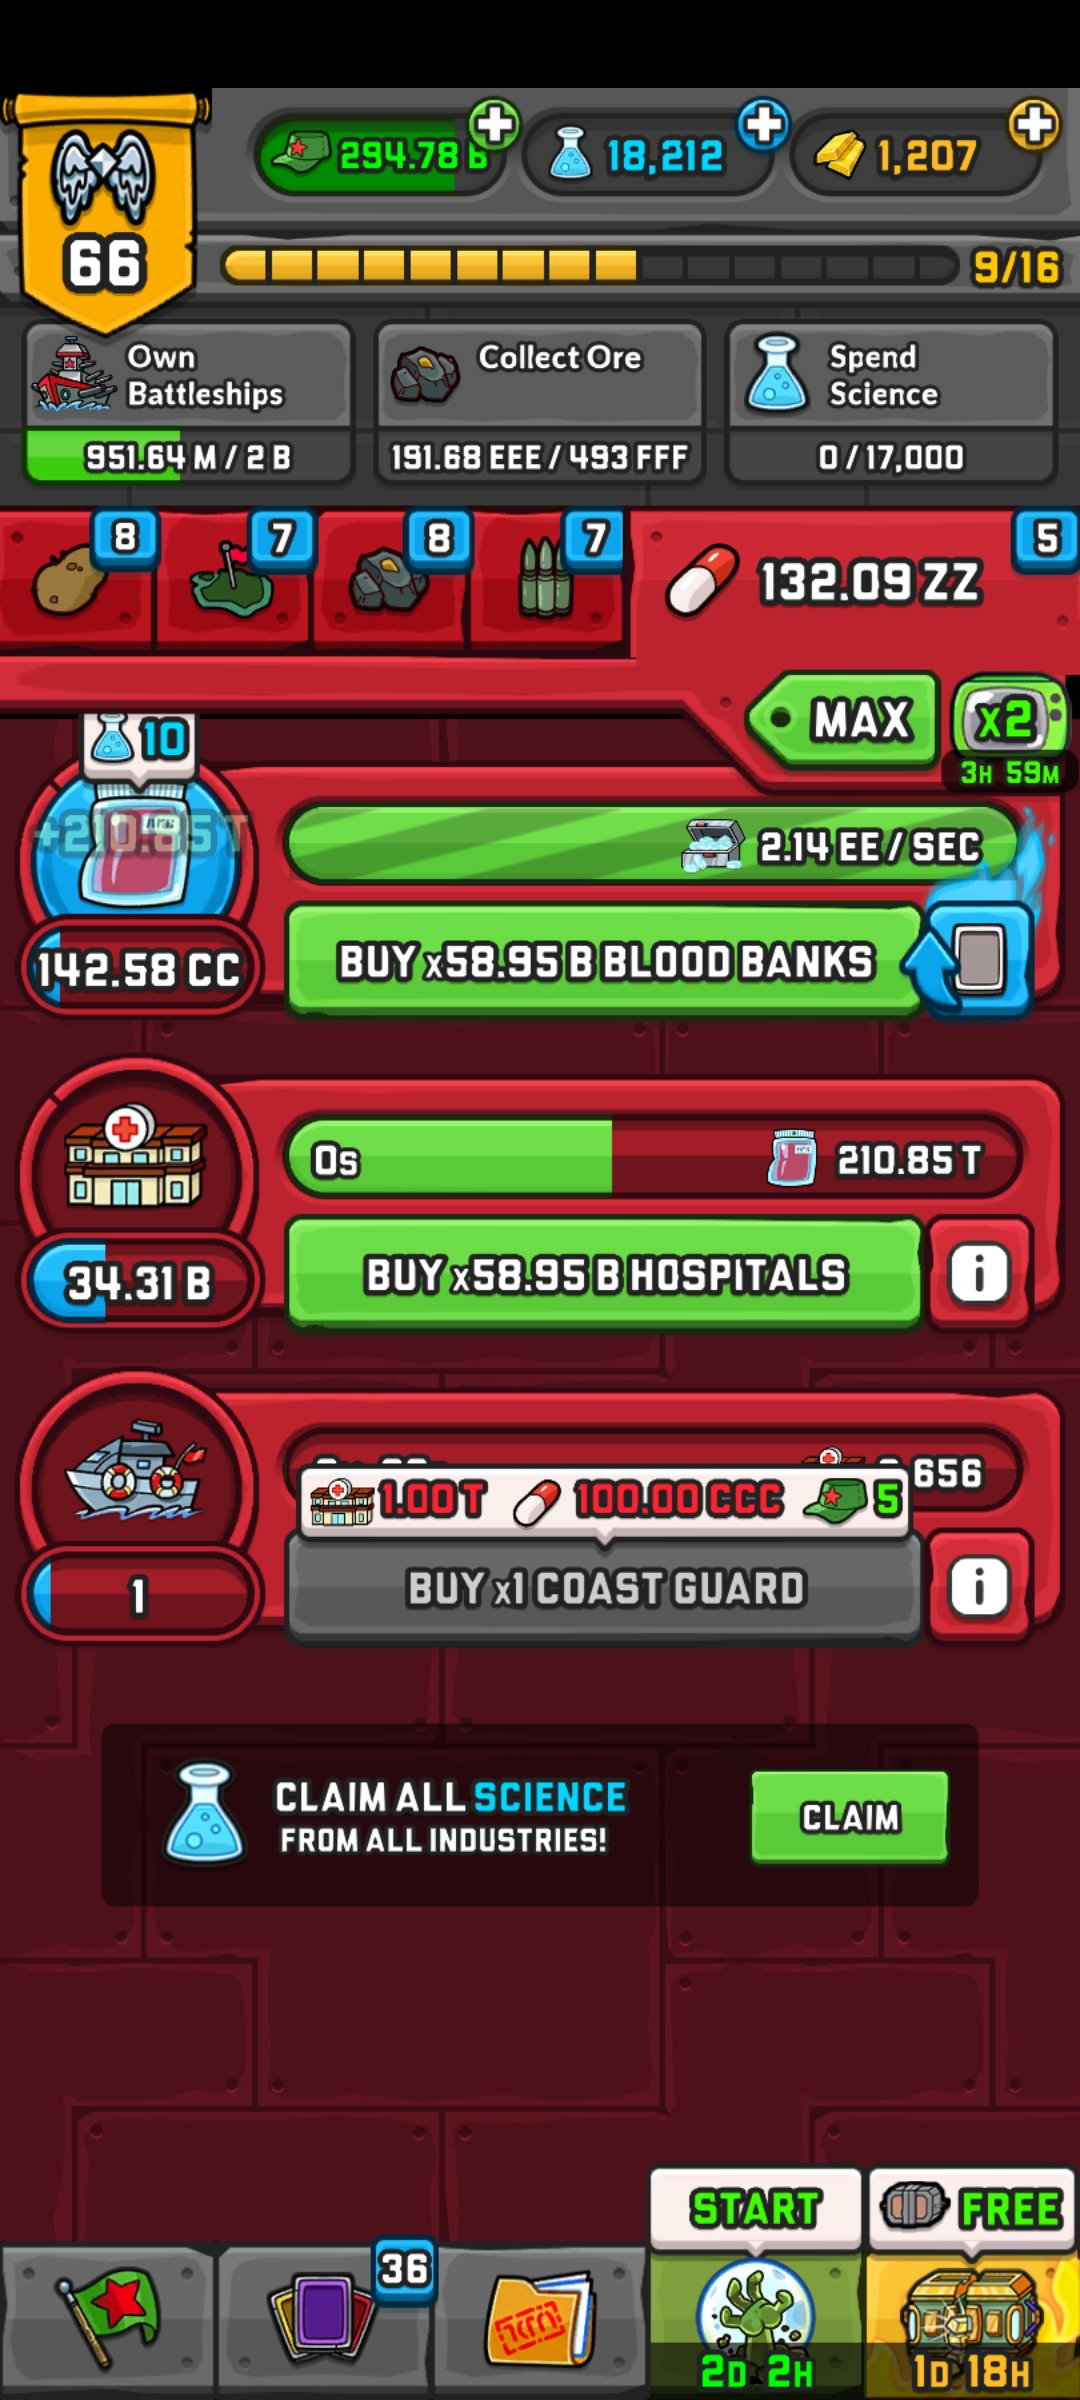 294.78 B
18,212
1,207
66
9/16
Own
Battleships
951.64 M / 2 B
Collect Ore
191.68 EEE / 493 FFF
Spend
Science
0 / 17,000
8
7
8
7
5
132.09 ZZ
MAX
x2
3H 59M
10
+210.85 T
2.14 EE / SEC
142.58 CC
BUY x58.95 B BLOOD BANKS
0s
210.85 T
34.31 B
BUY x58.95 B HOSPITALS
i
656
1.00 T
100.00 CCC
5
1
BUY x1 COAST GUARD
i
CLAIM ALL SCIENCE
FROM ALL INDUSTRIES!
CLAIM
START
FREE
36
2D 2H
1D 18H